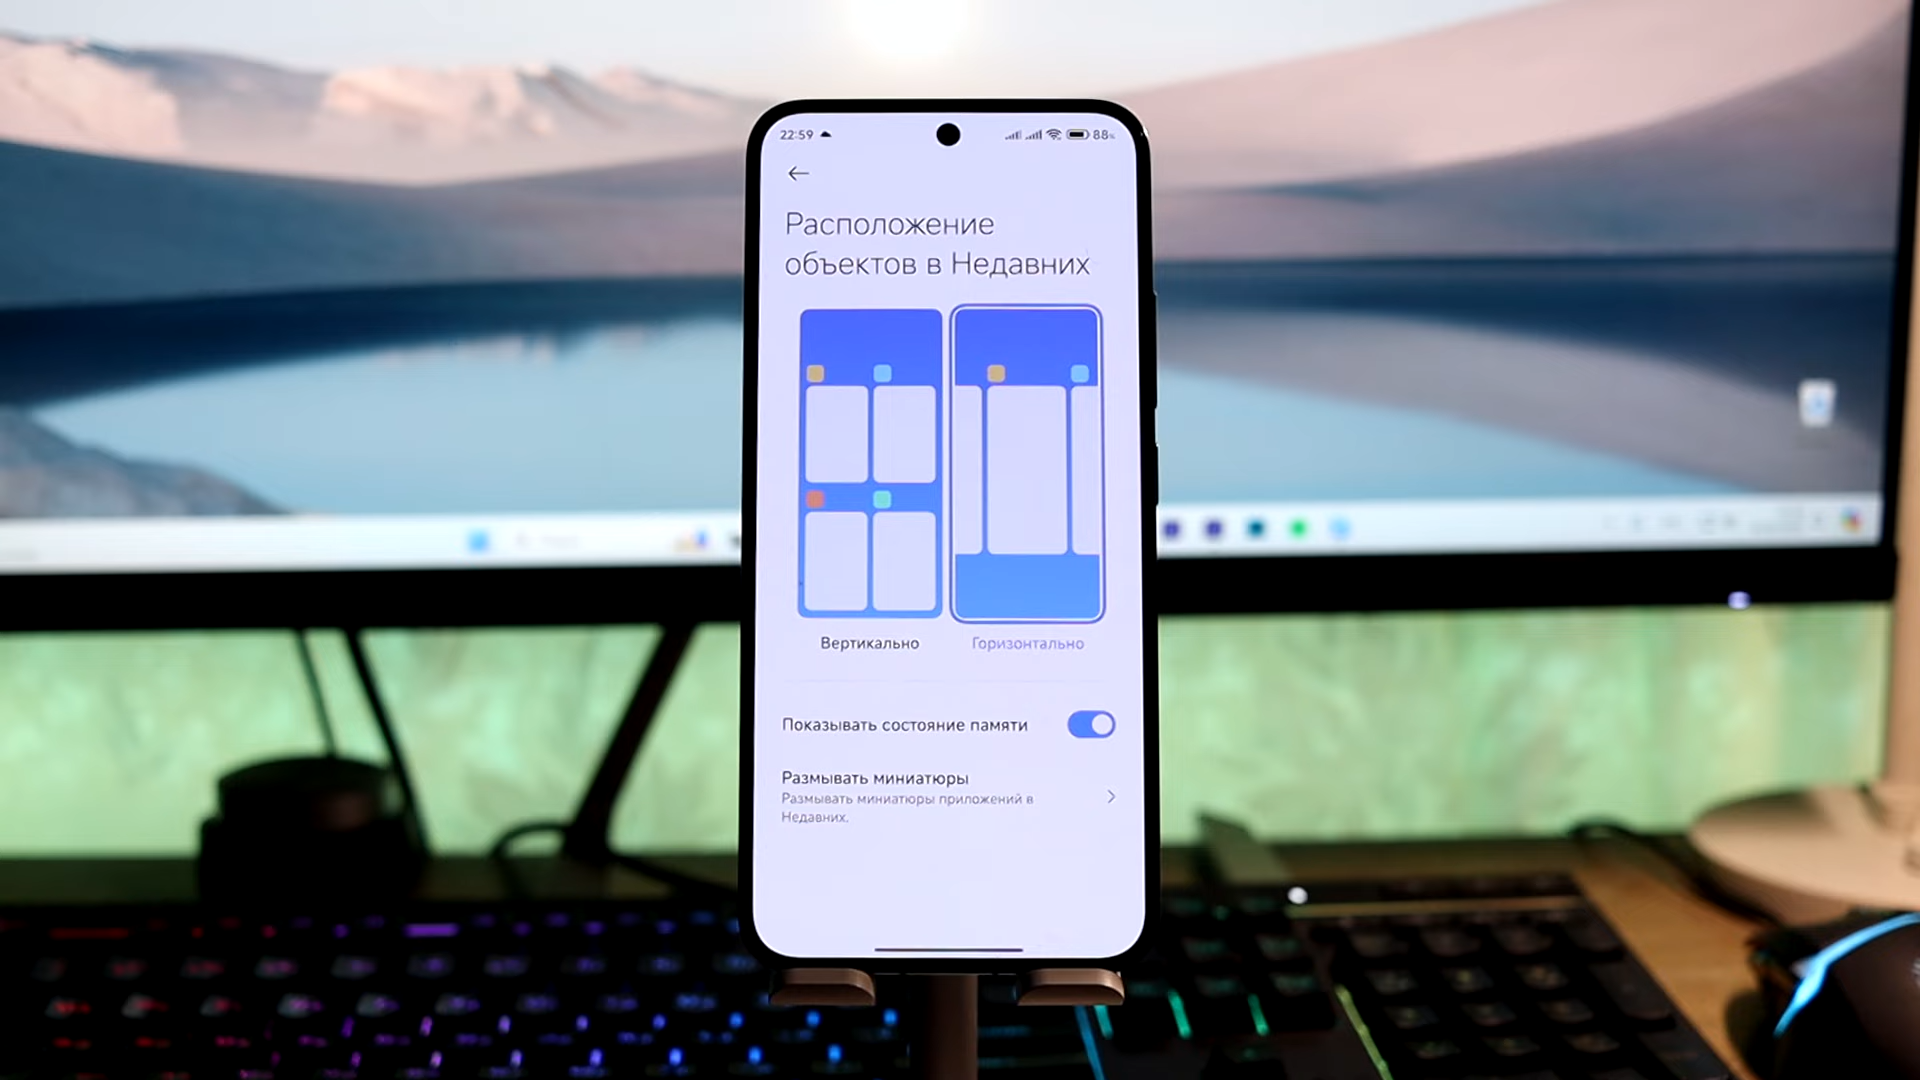 22:59
88%
Расположение
объектов в Недавних
Вертикально
Горизонтально
Показывать состояние памяти
Размывать миниатюры
Размывать миниатюры приложений в
Недавних.